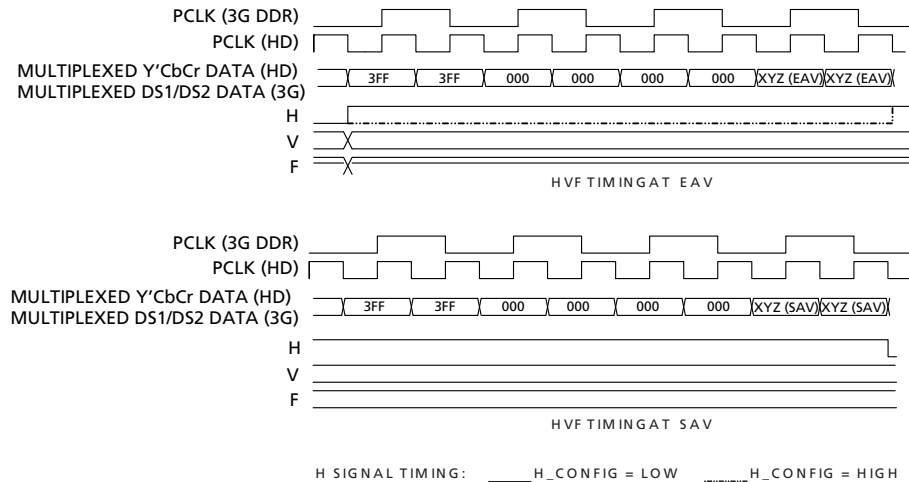 PCLK (3G DDR)
PCLK (HD)
MULTIPLEXED Y'CbCr DATA (HD)
MULTIPLEXED DS1/DS2 DATA (3G)
3FF 3FF 000 000 000 000 XYZ (EAV) XYZ (EAV)
H
V
F
HVF TIMING AT EAV
PCLK (3G DDR)
PCLK (HD)
MULTIPLEXED Y'CbCr DATA (HD)
MULTIPLEXED DS1/DS2 DATA (3G)
3FF 3FF 000 000 000 000 XYZ (SAV) XYZ (SAV)
H
V
F
HVF TIMING AT SAV
H SIGNAL TIMING: H_CONFIG = LOW H_CONFIG = HIGH